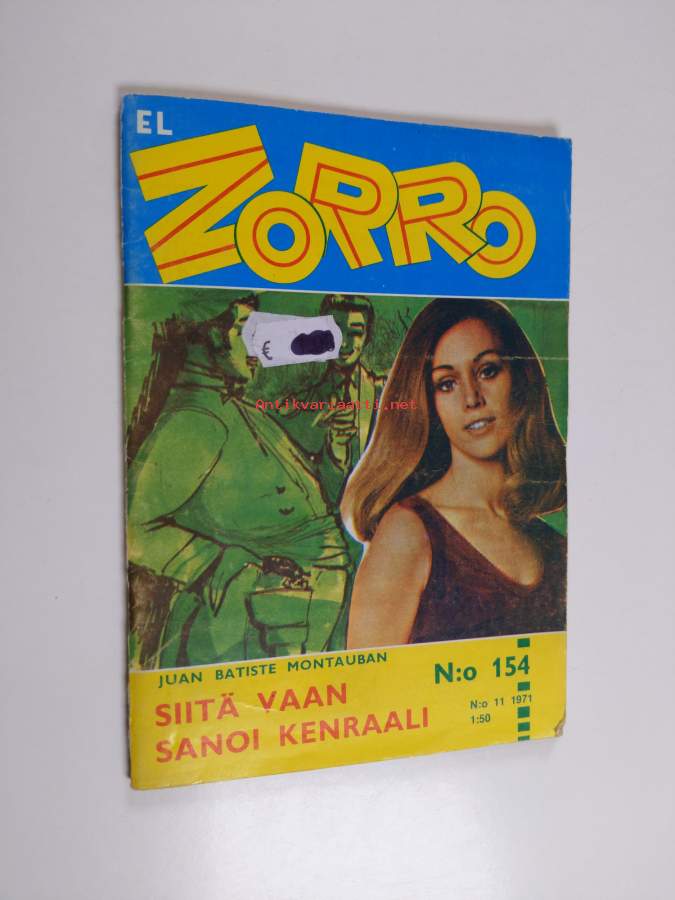 EL
ZORRO
€
Antikvariaatti.net
JUAN BATISTE MONTAUBAN
SIITÄ VAAN
SANOI KENRAALI
N:o 154
N:o 11 1971
1:50